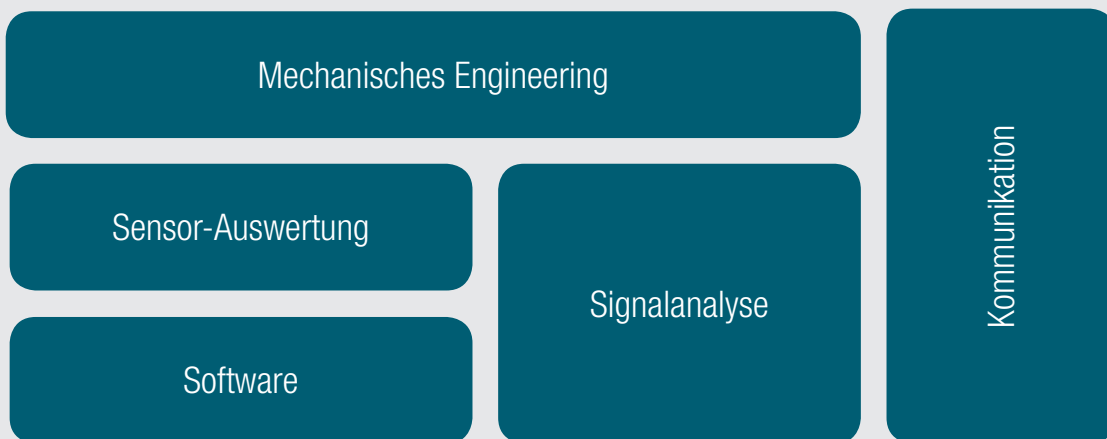 Mechanisches Engineering
Sensor-Auswertung
Software
Signalanalyse
Kommunikation